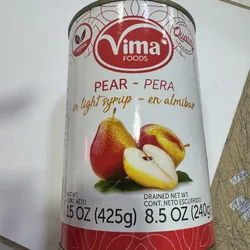 Vima
FOODS
PEAR - PERA
in light syrup - en almíbar
NET WT.
CONT. NETO
15 OZ (425g)
DRAINED NET WT.
CONT. NETO ESCURRIDO
8.5 OZ (240g)